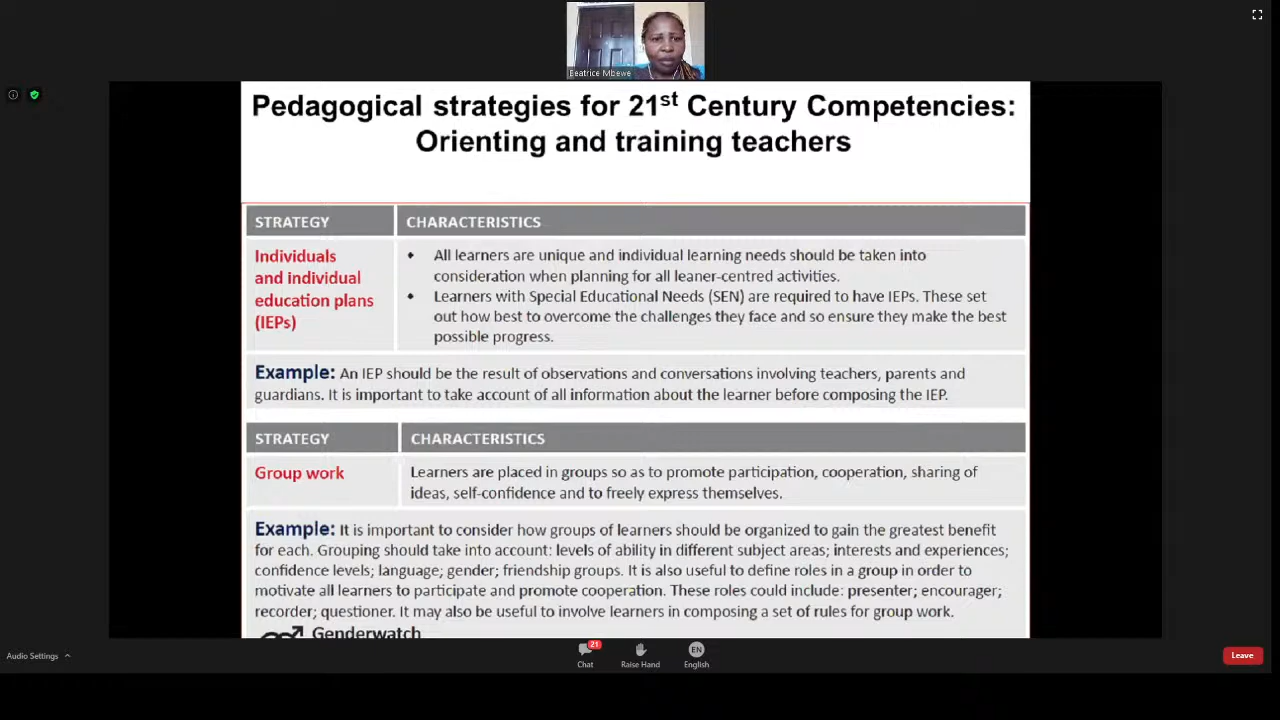 Beatrice Mbewe
Pedagogical strategies for 21st Century Competencies:
Orienting and training teachers
STRATEGY
CHARACTERISTICS
Individuals
and individual
education plans
(IEPs)
• All learners are unique and individual learning needs should be taken into
consideration when planning for all leaner-centred activities.
• Learners with Special Educational Needs (SEN) are required to have IEPs. These set
out how best to overcome the challenges they face and so ensure they make the best
possible progress.
Example: An IEP should be the result of observations and conversations involving teachers, parents and
guardians. It is important to take account of all information about the learner before composing the IEP.
STRATEGY
CHARACTERISTICS
Group work
Learners are placed in groups so as to promote participation, cooperation, sharing of
ideas, self-confidence and to freely express themselves.
Example: It is important to consider how groups of learners should be organized to gain the greatest benefit
for each. Grouping should take into account: levels of ability in different subject areas; interests and experiences;
confidence levels; language; gender; friendship groups. It is also useful to define roles in a group in order to
motivate all learners to participate and promote cooperation. These roles could include: presenter; encourager;
recorder; questioner. It may also be useful to involve learners in composing a set of rules for group work.
Genderwatch
Audio Settings
21
Chat
Raise Hand
EN
English
Leave